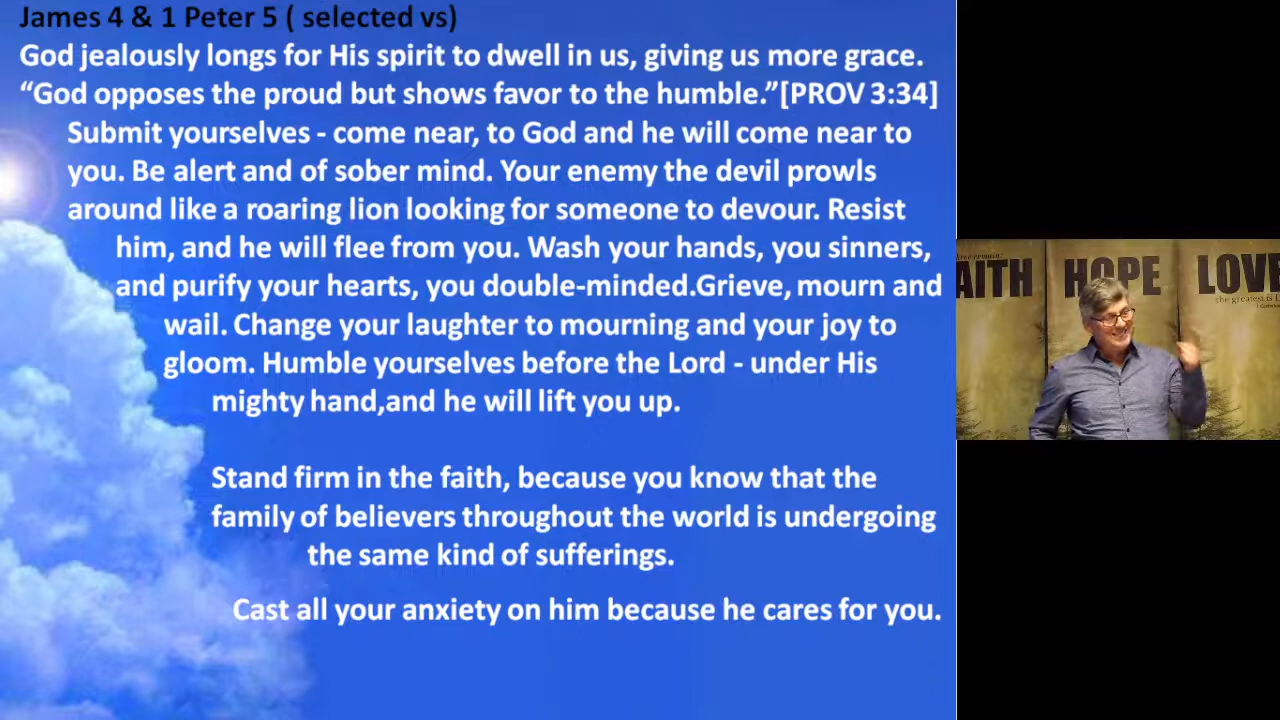 James 4 & 1 Peter 5 ( selected vs)
God jealously longs for His spirit to dwell in us, giving us more grace.
“God opposes the proud but shows favor to the humble.”[PROV 3:34]
Submit yourselves - come near, to God and he will come near to
you. Be alert and of sober mind. Your enemy the devil prowls
around like a roaring lion looking for someone to devour. Resist
him, and he will flee from you. Wash your hands, you sinners,
and purify your hearts, you double-minded.Grieve, mourn and
wail. Change your laughter to mourning and your joy to
gloom. Humble yourselves before the Lord - under His
mighty hand,and he will lift you up.
Stand firm in the faith, because you know that the
family of believers throughout the world is undergoing
the same kind of sufferings.
Cast all your anxiety on him because he cares for you.
AITH HOPE LOVE
the greatest is